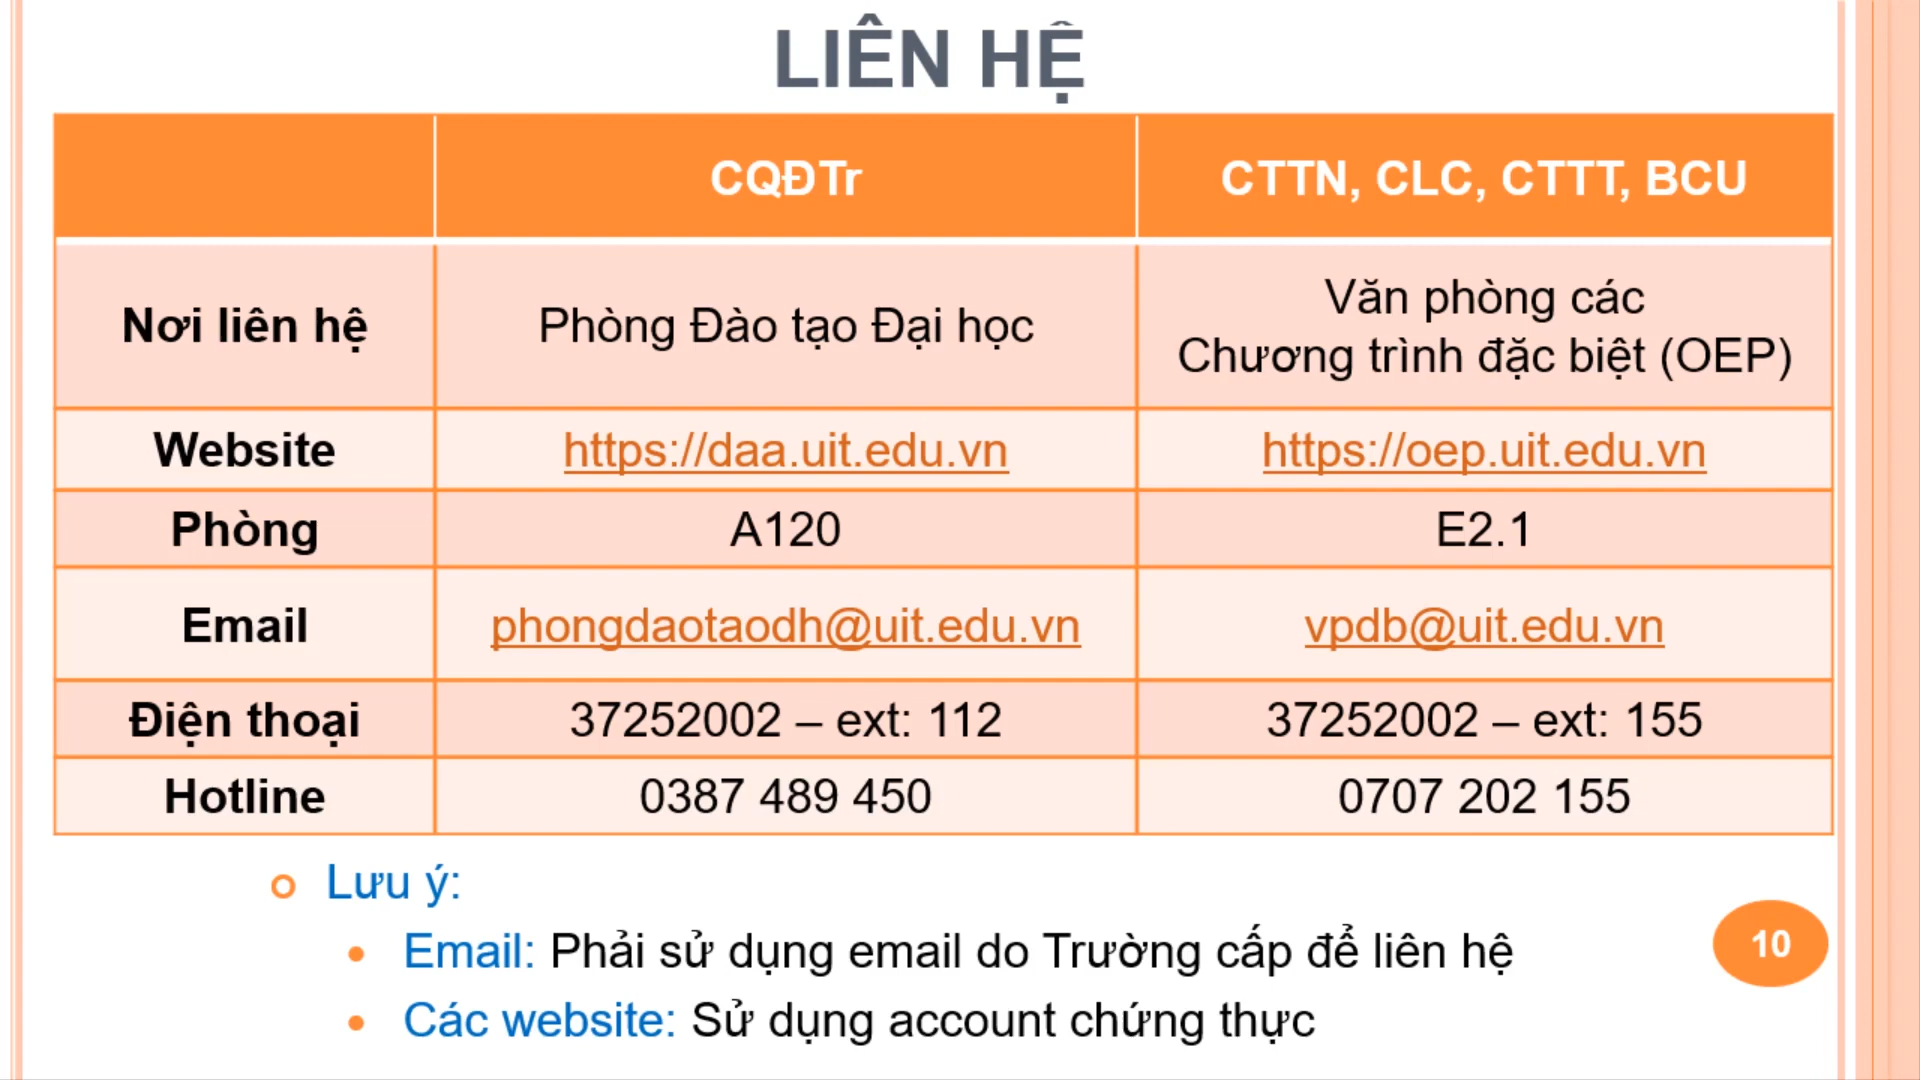 LIÊN HỆ
CQĐTr
CTTN, CLC, CTTT, BCU
Nơi liên hệ
Phòng Đào tạo Đại học
Văn phòng các
Chương trình đặc biệt (OEP)
Website
https://daa.uit.edu.vn
https://oep.uit.edu.vn
Phòng
A120
E2.1
Email
phongdaotaodh@uit.edu.vn
vpdb@uit.edu.vn
Điện thoại
37252002 – ext: 112
37252002 – ext: 155
Hotline
0387 489 450
0707 202 155
Lưu ý:
Email: Phải sử dụng email do Trường cấp để liên hệ
Các website: Sử dụng account chứng thực
10